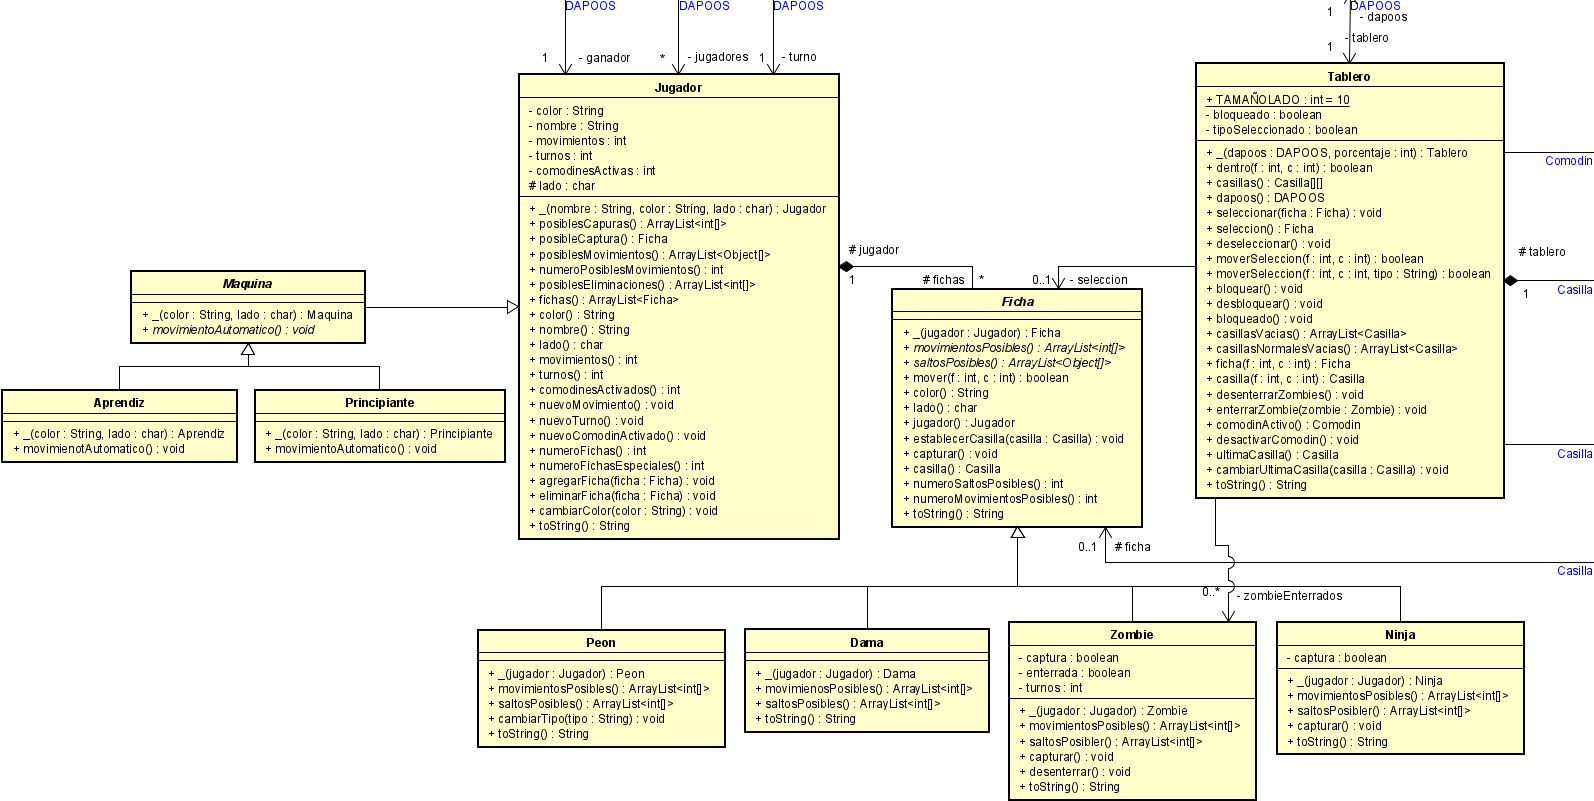 DAPOOS
DAPOOS
DAPOOS
1
- ganador
*
- jugadores
1
- turno
Jugador
- color : String
- nombre : String
- movimientos : int
- turnos : int
- comodinesActivas : int
# lado : char
+ _(nombre : String, color : String, lado : char) : Jugador
+ posiblesCapuras() : ArrayList<int[]>
+ posibleCaptura() : Ficha
+ posiblesMovimientos() : ArrayList<Object[]>
+ numeroPosiblesMovimientos() : int
+ posiblesEliminaciones() : ArrayList<int[]>
+ fichas() : ArrayList<Ficha>
+ color() : String
+ nombre() : String
+ lado() : char
+ movimientos() : int
+ turnos() : int
+ comodinesActivados() : int
+ nuevoMovimiento() : void
+ nuevoTurno() : void
+ nuevoComodinActivado() : void
+ numeroFichas() : int
+ numeroFichasEspeciales() : int
+ agregarFicha(ficha : Ficha) : void
+ eliminarFicha(ficha : Ficha) : void
+ cambiarColor(color : String) : void
+ toString() : String
Maquina
+ _(color : String, lado : char) : Maquina
+ movimientoAutomatico() : void
Aprendiz
+ _(color : String, lado : char) : Aprendiz
+ movimienotAutomatico() : void
Principiante
+ _(color : String, lado : char) : Principiante
+ movimientoAutomatico() : void
# jugador
1
# fichas
*
0..1
- seleccion
Ficha
+ _(jugador : Jugador) : Ficha
+ movimientosPosibles() : ArrayList<int[]>
+ saltosPosibles() : ArrayList<Object[]>
+ mover(f : int, c : int) : boolean
+ color() : String
+ lado() : char
+ jugador() : Jugador
+ establecerCasilla(casilla : Casilla) : void
+ capturar() : void
+ casilla() : Casilla
+ numeroSaltosPosibles() : int
+ numeroMovimientosPosibles() : int
+ toString() : String
DAPOOS
1
- dapoos
- tablero
1
Tablero
+ TAMAÑOLADO : int = 10
- bloqueado : boolean
- tipoSeleccionado : boolean
+ _(dapoos : DAPOOS, porcentaje : int) : Tablero
+ dentro(f : int, c : int) : boolean
+ casillas() : Casilla[][]
+ dapoos() : DAPOOS
+ seleccionar(ficha : Ficha) : void
+ seleccion() : Ficha
+ deseleccionar() : void
+ moverSeleccion(f : int, c : int) : boolean
+ moverSeleccion(f : int, c : int, tipo : String) : boolean
+ bloquear() : void
+ desbloquear() : void
+ bloqueado() : void
+ casillasVacias() : ArrayList<Casilla>
+ casillasNormalesVacias() : ArrayList<Casilla>
+ ficha(f : int, c : int) : Ficha
+ casilla(f : int, c : int) : Casilla
+ desenterrarZombies() : void
+ enterrarZombie(zombie : Zombie) : void
+ comodinActivo() : Comodin
+ desactivarComodin() : void
+ ultimaCasilla() : Casilla
+ cambiarUltimaCasilla(casilla : Casilla) : void
+ toString() : String
Comodin
# tablero
1
Casilla
Casilla
0..1
# ficha
Casilla
0..*
- zombieEnterrados
Peon
+ _(jugador : Jugador) : Peon
+ movimientosPosibles() : ArrayList<int[]>
+ saltosPosibles() : ArrayList<int[]>
+ cambiarTipo(tipo : String) : void
+ toString() : String
Dama
+ _(jugador : Jugador) : Dama
+ movimienosPosibles() : ArrayList<int[]>
+ saltosPosibles() : ArrayList<int[]>
+ toString() : String
Zombie
- captura : boolean
- enterrada : boolean
- turnos : int
+ _(jugador : Jugador) : Zombie
+ movimientosPosibles() : ArrayList<int[]>
+ saltosPosibler() : ArrayList<int[]>
+ capturar() : void
+ desenterrar() : void
+ toString() : String
Ninja
- captura : boolean
+ _(jugador : Jugador) : Ninja
+ movimientosPosibles() : ArrayList<int[]>
+ saltosPosibler() : ArrayList<int[]>
+ capturar() : void
+ toString() : String